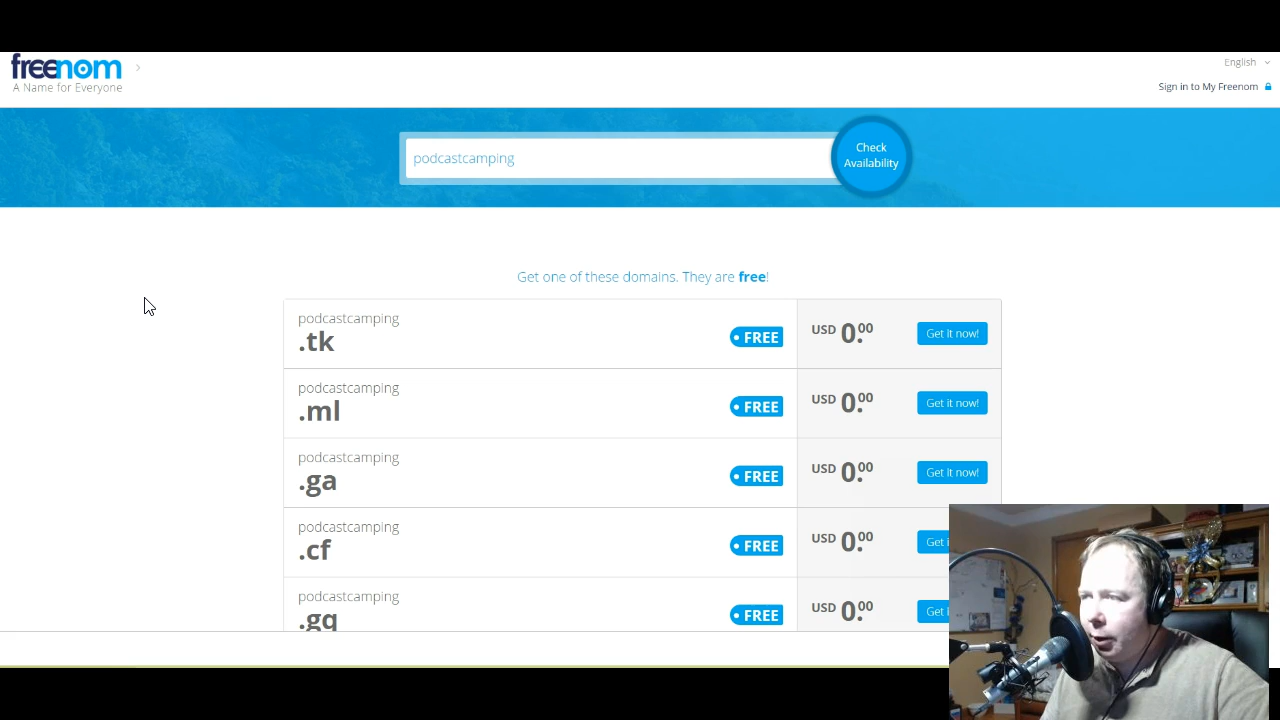 freenom
A Name for Everyone
English
Sign in to My Freenom
podcastcamping
Check
Availability
Get one of these domains. They are free!
podcastcamping
.tk
FREE
USD 0.00
Get it now!
podcastcamping
.ml
FREE
USD 0.00
Get it now!
podcastcamping
.ga
FREE
USD 0.00
Get it now!
podcastcamping
.cf
FREE
USD 0.00
Get i
podcastcamping
.gq
FREE
USD 0.00
Get i